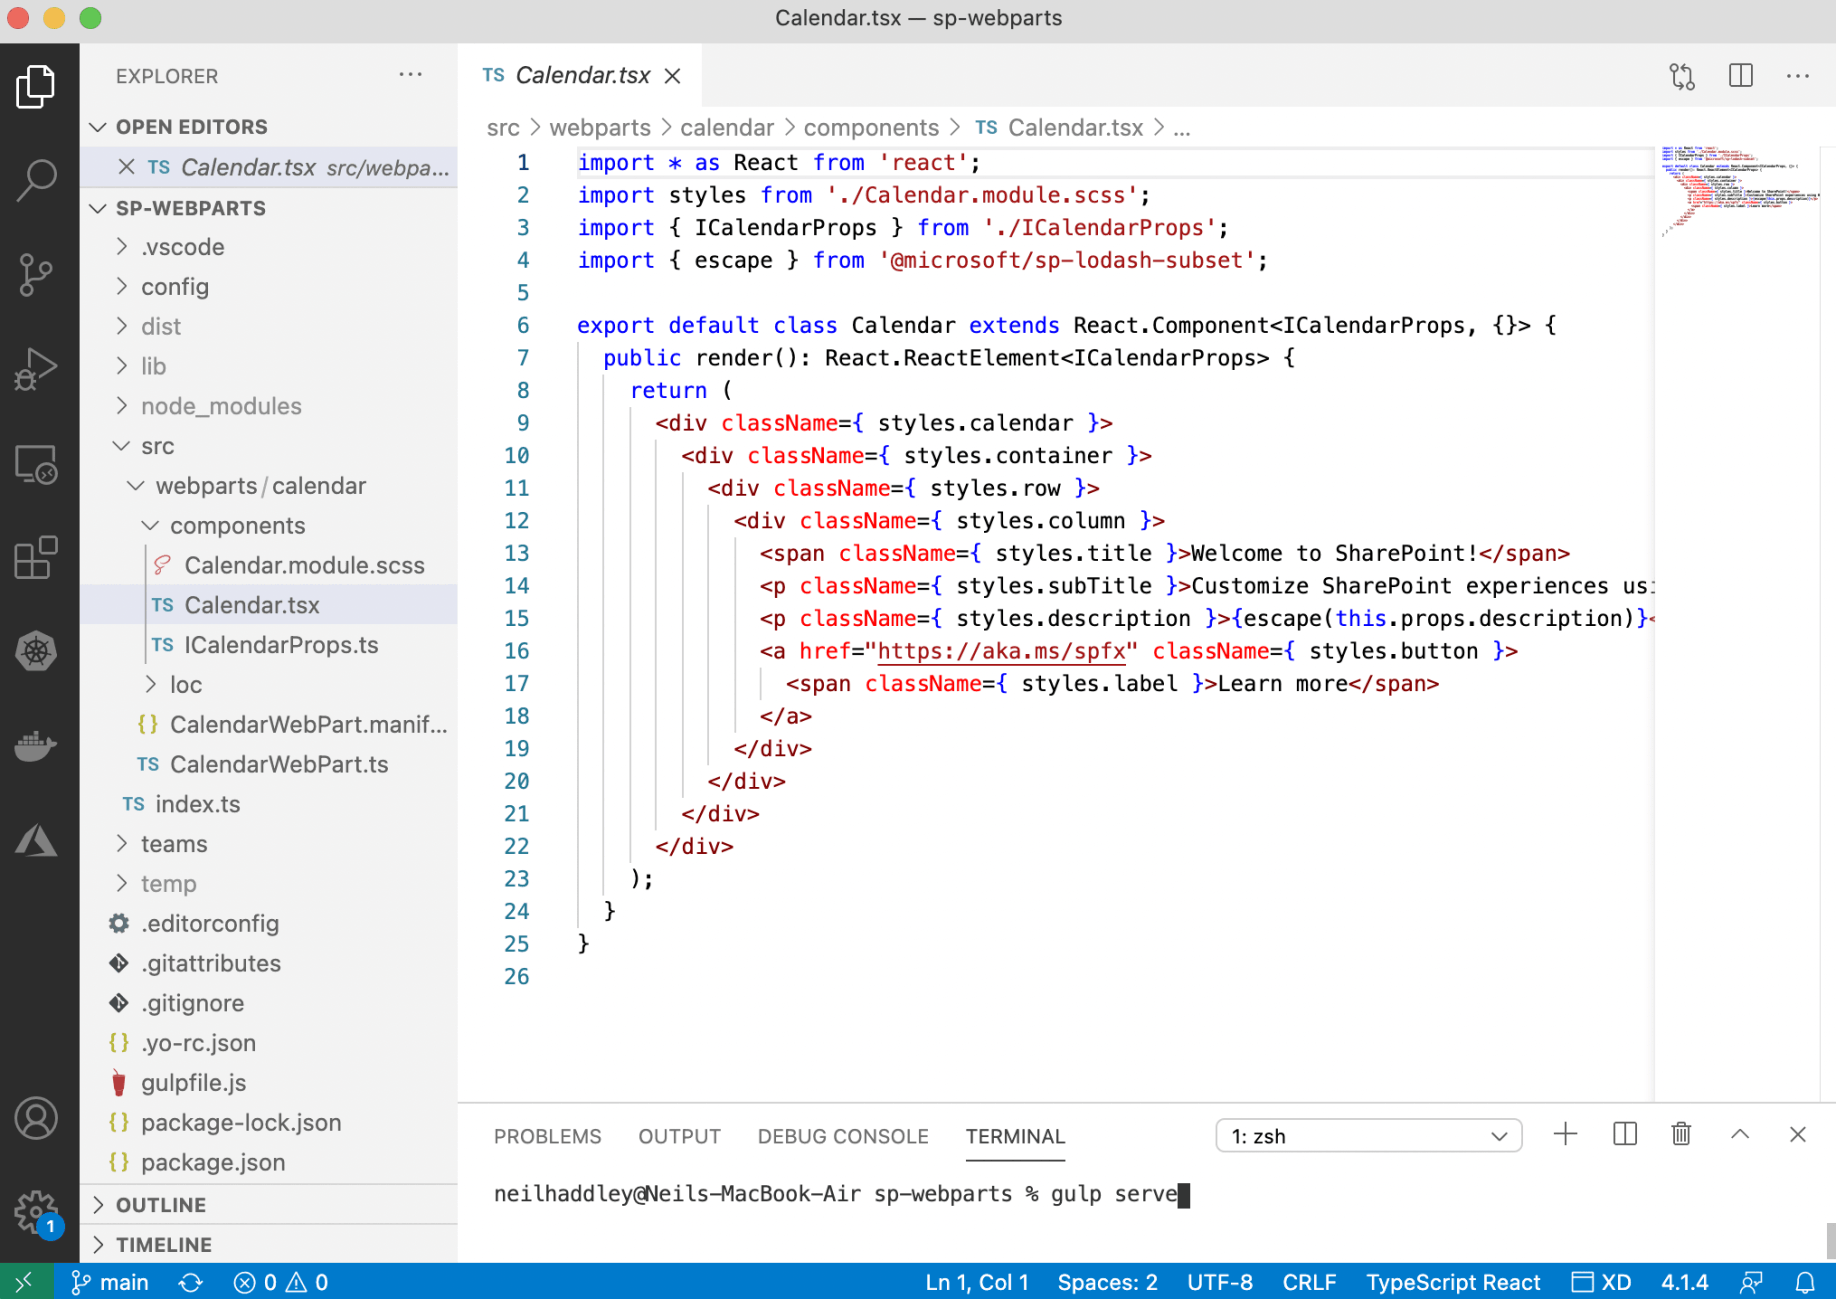 Calendar.tsx — sp-webparts
EXPLORER
OPEN EDITORS
TS Calendar.tsx src/webpa...
SP-WEBPARTS
.vscode
config
dist
lib
node_modules
src
webparts/calendar
components
Calendar.module.scss
TS Calendar.tsx
TS ICalendarProps.ts
loc
{} CalendarWebPart.manif...
TS CalendarWebPart.ts
TS index.ts
teams
temp
.editorconfig
.gitattributes
.gitignore
{} .yo-rc.json
gulpfile.js
{} package-lock.json
{} package.json
OUTLINE
TIMELINE
1
TS Calendar.tsx
src > webparts > calendar > components > TS Calendar.tsx > ...
1 import * as React from 'react';
2 import styles from './Calendar.module.scss';
3 import { ICalendarProps } from './ICalendarProps';
4 import { escape } from '@microsoft/sp-lodash-subset';
5
6 export default class Calendar extends React.Component<ICalendarProps, {}> {
7 public render(): React.ReactElement<ICalendarProps> {
8 return (
9 <div className={ styles.calendar }>
10 <div className={ styles.container }>
11 <div className={ styles.row }>
12 <div className={ styles.column }>
13 <span className={ styles.title }>Welcome to SharePoint!</span>
14 <p className={ styles.subTitle }>Customize SharePoint experiences usi
15 <p className={ styles.description }>{escape(this.props.description)}<
16 <a href="https://aka.ms/spfx" className={ styles.button }>
17 <span className={ styles.label }>Learn more</span>
18 </a>
19 </div>
20 </div>
21 </div>
22 </div>
23 );
24 }
25 }
26
PROBLEMS OUTPUT DEBUG CONSOLE TERMINAL 1: zsh
neilhaddley@Neils-MacBook-Air sp-webparts % gulp serve
main 0 0 Ln 1, Col 1 Spaces: 2 UTF-8 CRLF TypeScript React XD 4.1.4